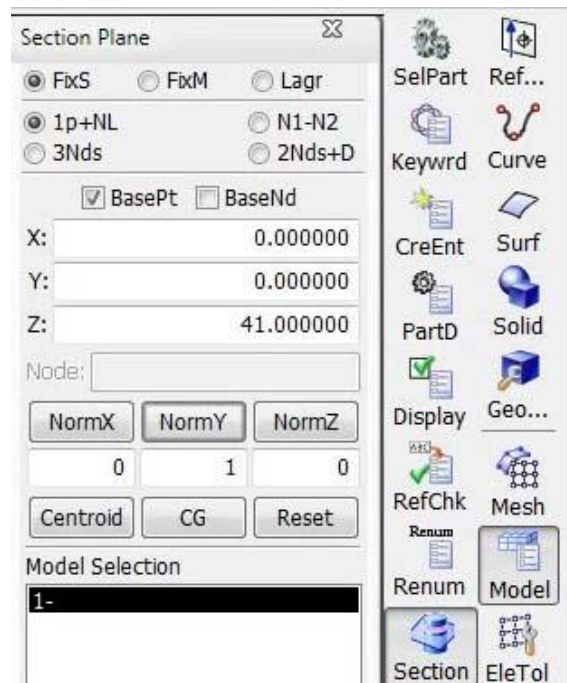 Section Plane
FixS FixM Lagr
1p+NL N1-N2
3Nds 2Nds+D
BasePt BaseNd
X: 0.000000
Y: 0.000000
Z: 41.000000
Node:
NormX NormY NormZ
0 1 0
Centroid CG Reset
Model Selection
1-
SelPart Ref...
Keywrd Curve
CreEnt Surf
PartD Solid
Display Geo...
ABC
RefChk Mesh
Renum
Renum Model
Section EleTol